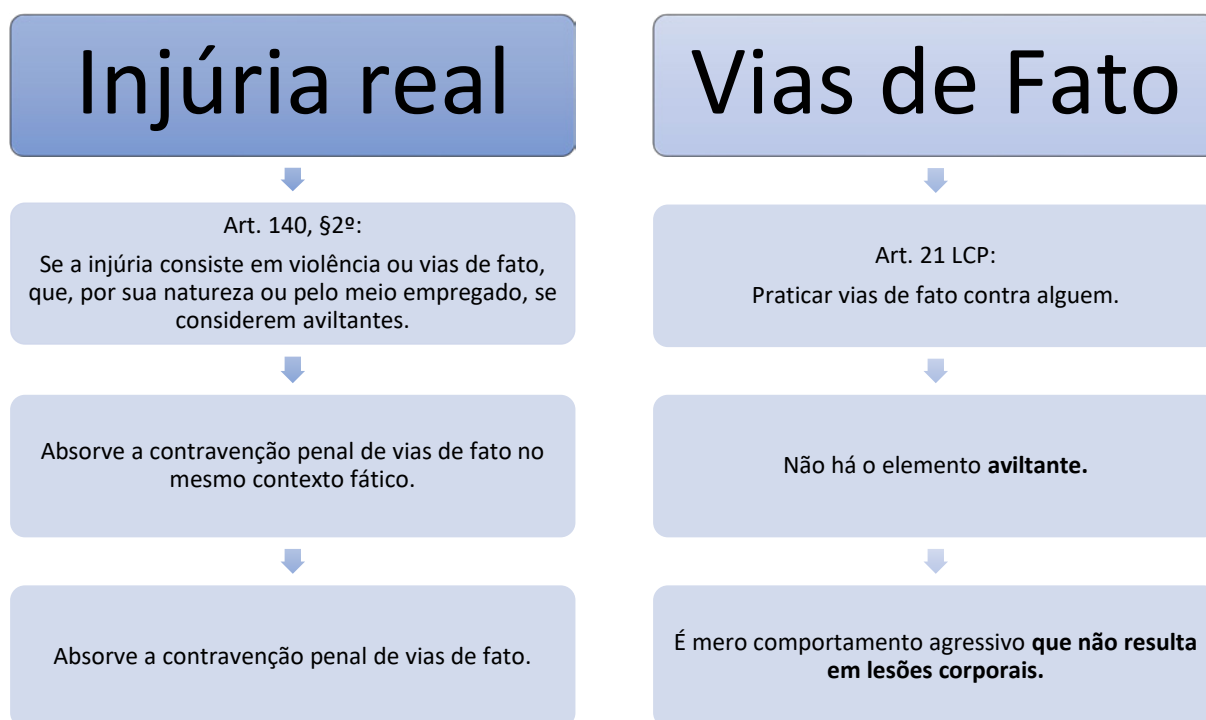 Injúria real
Art. 140, §2º:
Se a injúria consiste em violência ou vias de fato,
que, por sua natureza ou pelo meio empregado, se
considerem aviltantes.
Absorve a contravenção penal de vias de fato no
mesmo contexto fático.
Absorve a contravenção penal de vias de fato.
Vias de Fato
Art. 21 LCP:
Praticar vias de fato contra alguem.
Não há o elemento aviltante.
É mero comportamento agressivo que não resulta
em lesões corporais.